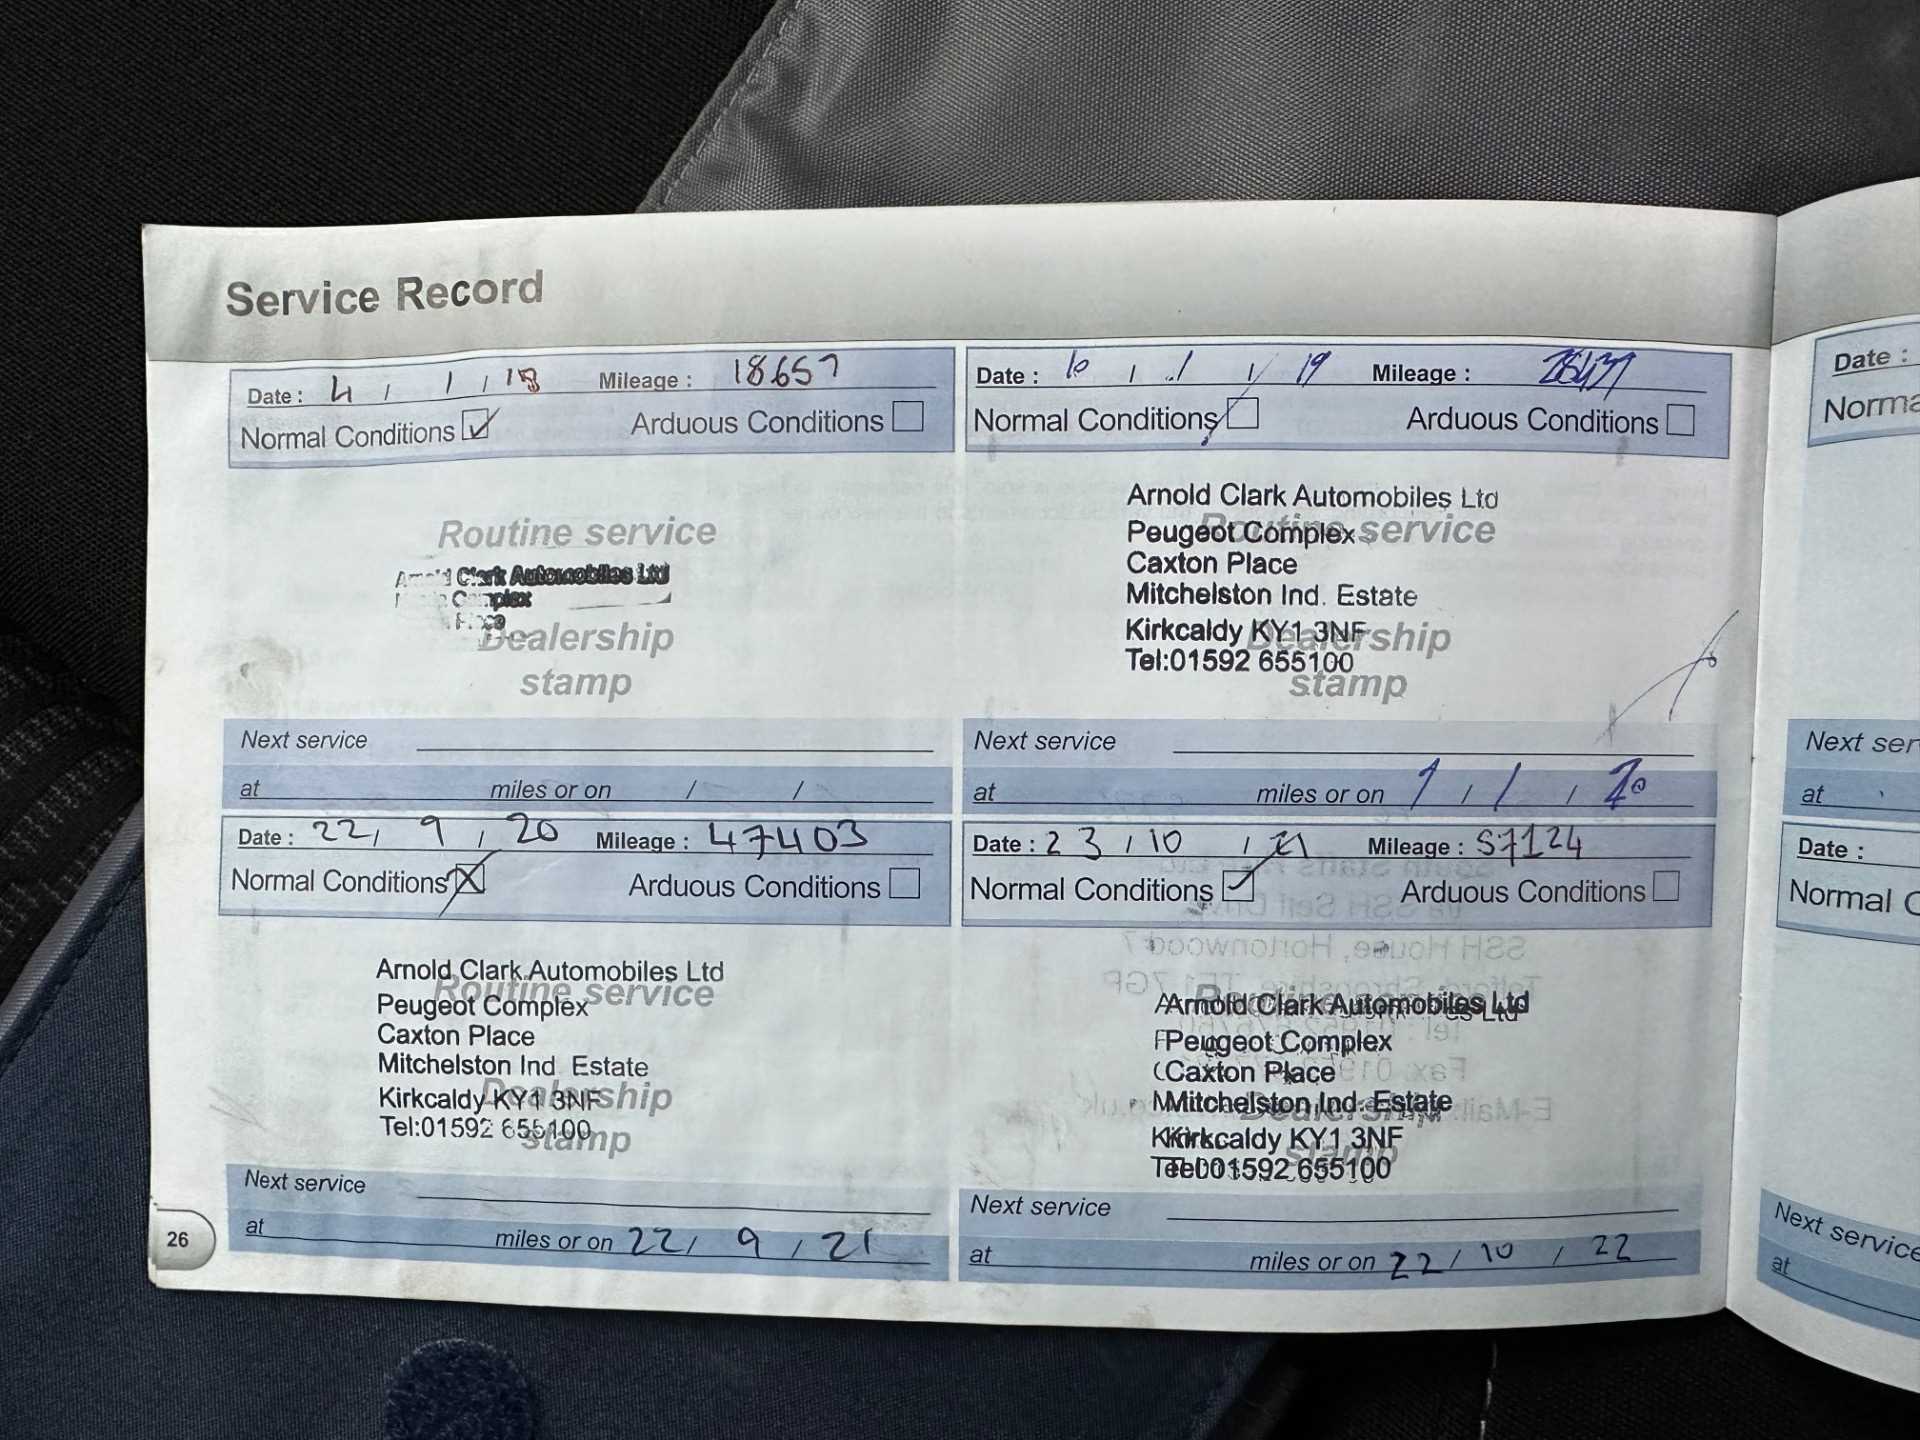 Service Record
Date : 4 / 1 / 18 Mileage : 18657
Normal Conditions Arduous Conditions
Routine service
Clark Automobiles Ltd
Complex
Dealership
stamp
Next service
at miles or on / /
Date : / 1 / 19 Mileage :
Normal Conditions Arduous Conditions
Arnold Clark Automobiles Ltd
Routine service
Peugeot Complex
Caxton Place
Mitchelston Ind. Estate
Kirkcaldy KY1 3NF
Dealership
Tel:01592 655100
stamp
Next service
at miles or on 1 / 1 / 20
Date : 22 / 9 / 20 Mileage : 47403
Normal Conditions Arduous Conditions
Arnold Clark Automobiles Ltd
Routine service
Peugeot Complex
Caxton Place
Mitchelston Ind. Estate
Dealership
Kirkcaldy KY1 3NF
Tel:01592 655100
stamp
Next service
at miles or on 22 / 9 / 21
Date : 23 / 10 / 21 Mileage : 57124
Normal Conditions Arduous Conditions
Arnold Clark Automobiles Ltd
Peugeot Complex
Caxton Place
Mitchelston Ind. Estate
Dealership
Kirkcaldy KY1 3NF
stamp
Tel:01592 655100
Next service
at miles or on 22 / 10 / 22
26
Date :
Norma
Next ser
at
Date :
Normal C
Next service
at